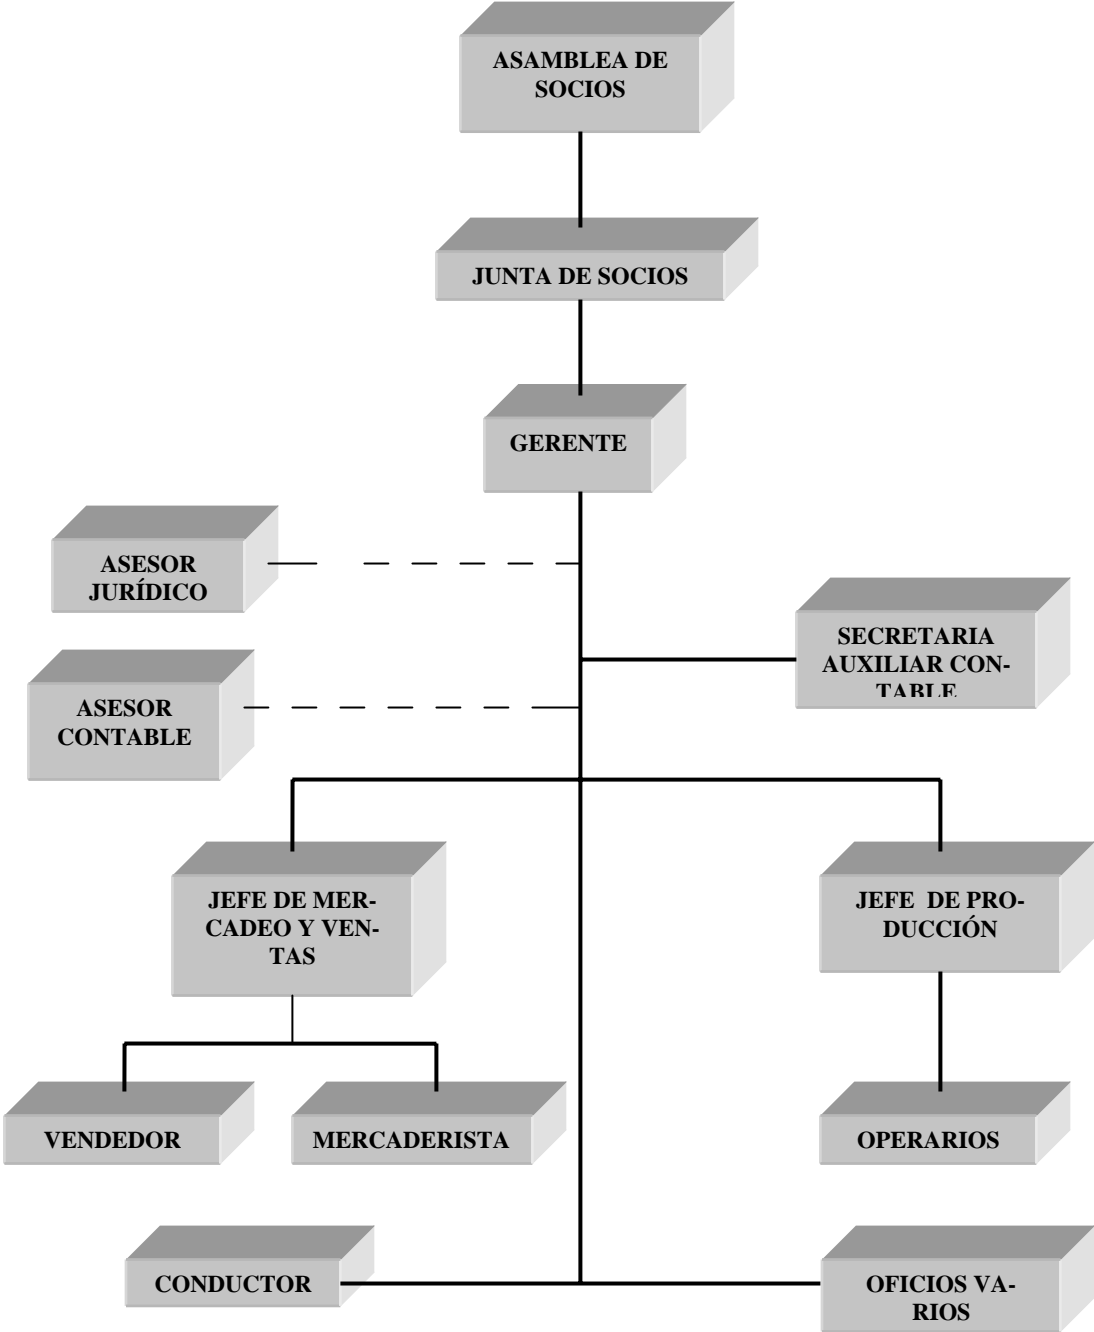 ASAMBLEA DE
SOCIOS
JUNTA DE SOCIOS
GERENTE
ASESOR
JURÍDICO
SECRETARIA
AUXILIAR CON-
TABLE
ASESOR
CONTABLE
JEFE DE MER-
CADEO Y VEN-
TAS
JEFE DE PRO-
DUCCIÓN
VENDEDOR
MERCADERISTA
OPERARIOS
CONDUCTOR
OFICIOS VA-
RIOS